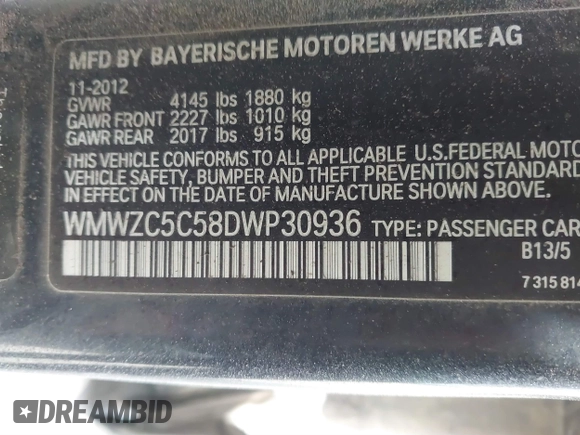 MFD BY BAYERISCHE MOTOREN WERKE AG
11-2012
GVWR 4145 lbs 1880 kg
GAWR FRONT 2227 lbs 1010 kg
GAWR REAR 2017 lbs 915 kg
THIS VEHICLE CONFORMS TO ALL APPLICABLE U.S.FEDERAL MOTO
VEHICLE SAFETY, BUMPER AND THEFT PREVENTION STANDARD
IN EFFECT ON THE DATE OF MANUFACTURE SHOWN ABOVE.
WMWZC5C58DWP30936 TYPE: PASSENGER CAR
B13/5
7 315 814
DREAMBID